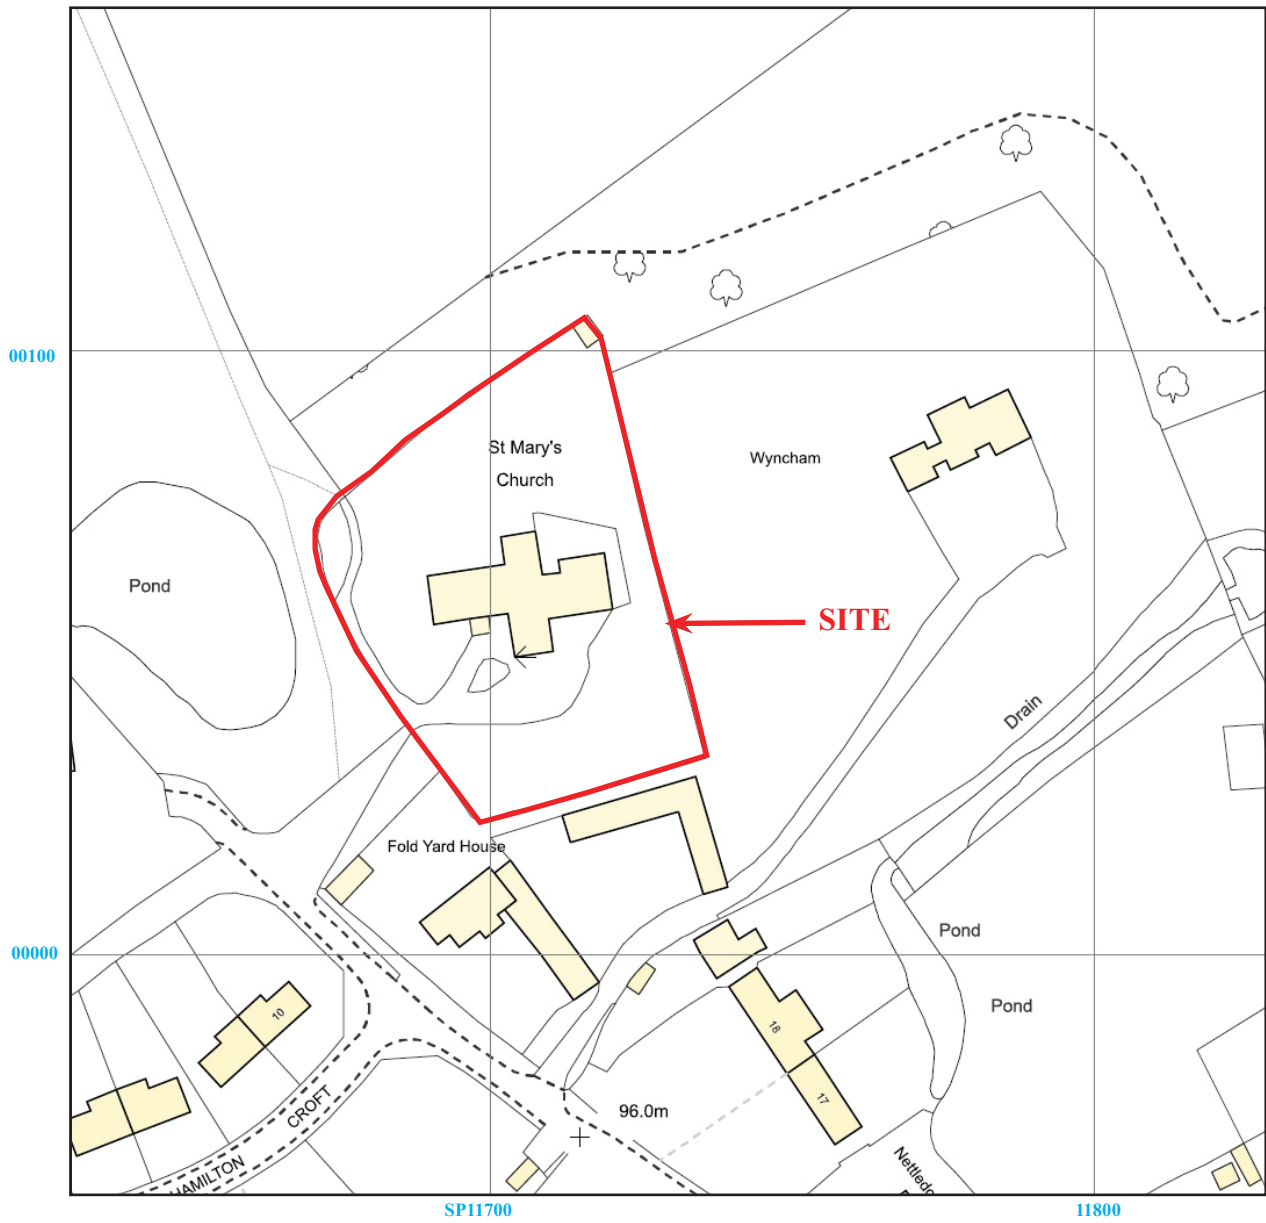 00100
St Mary's
Church
Wyncham
Pond
SITE
Drain
Fold Yard House
Pond
00000
Pond
10
18
17
CROFT
HAMILTON
96.0m
SP11700
11800